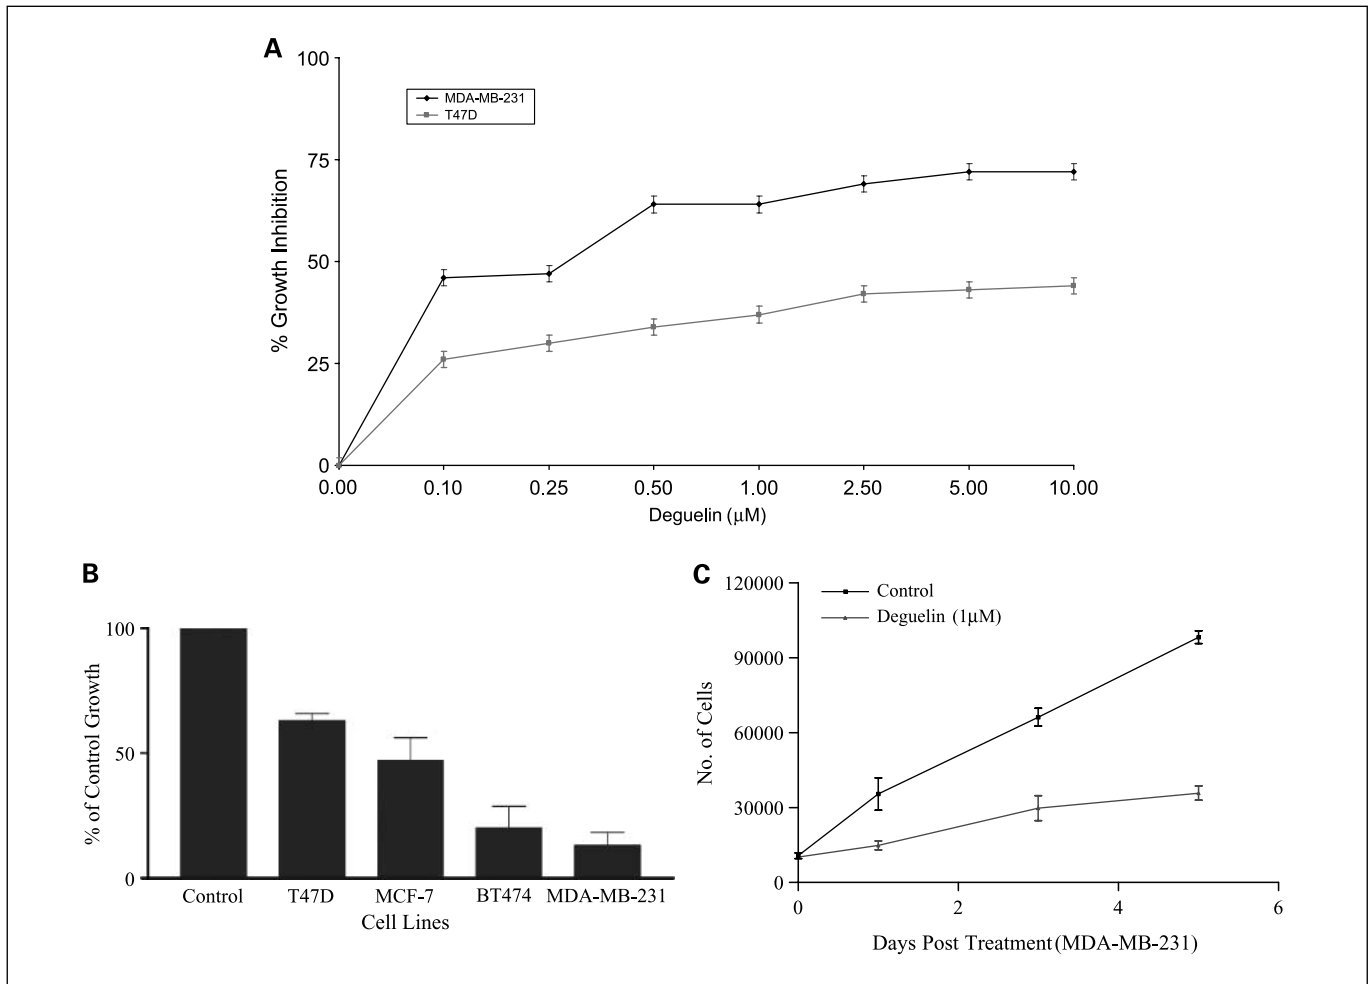 A
100
75
50
25
0
% Growth Inhibition
MDA-MB-231
T47D
0.00 0.10 0.25 0.50 1.00 2.50 5.00 10.00
Deguelin (μM)
B
100
50
0
% of Control Growth
Control T47D MCF-7 BT474 MDA-MB-231
Cell Lines
C
120000
90000
60000
30000
0
No. of Cells
Control
Deguelin (1μM)
0 2 4 6
Days Post Treatment (MDA-MB-231)